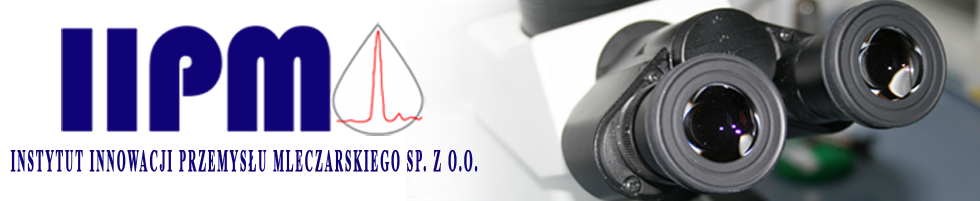 IIPM
INSTYTUT INNOWACJI PRZEMYSŁU MLECZARSKIEGO SP. Z O.O.